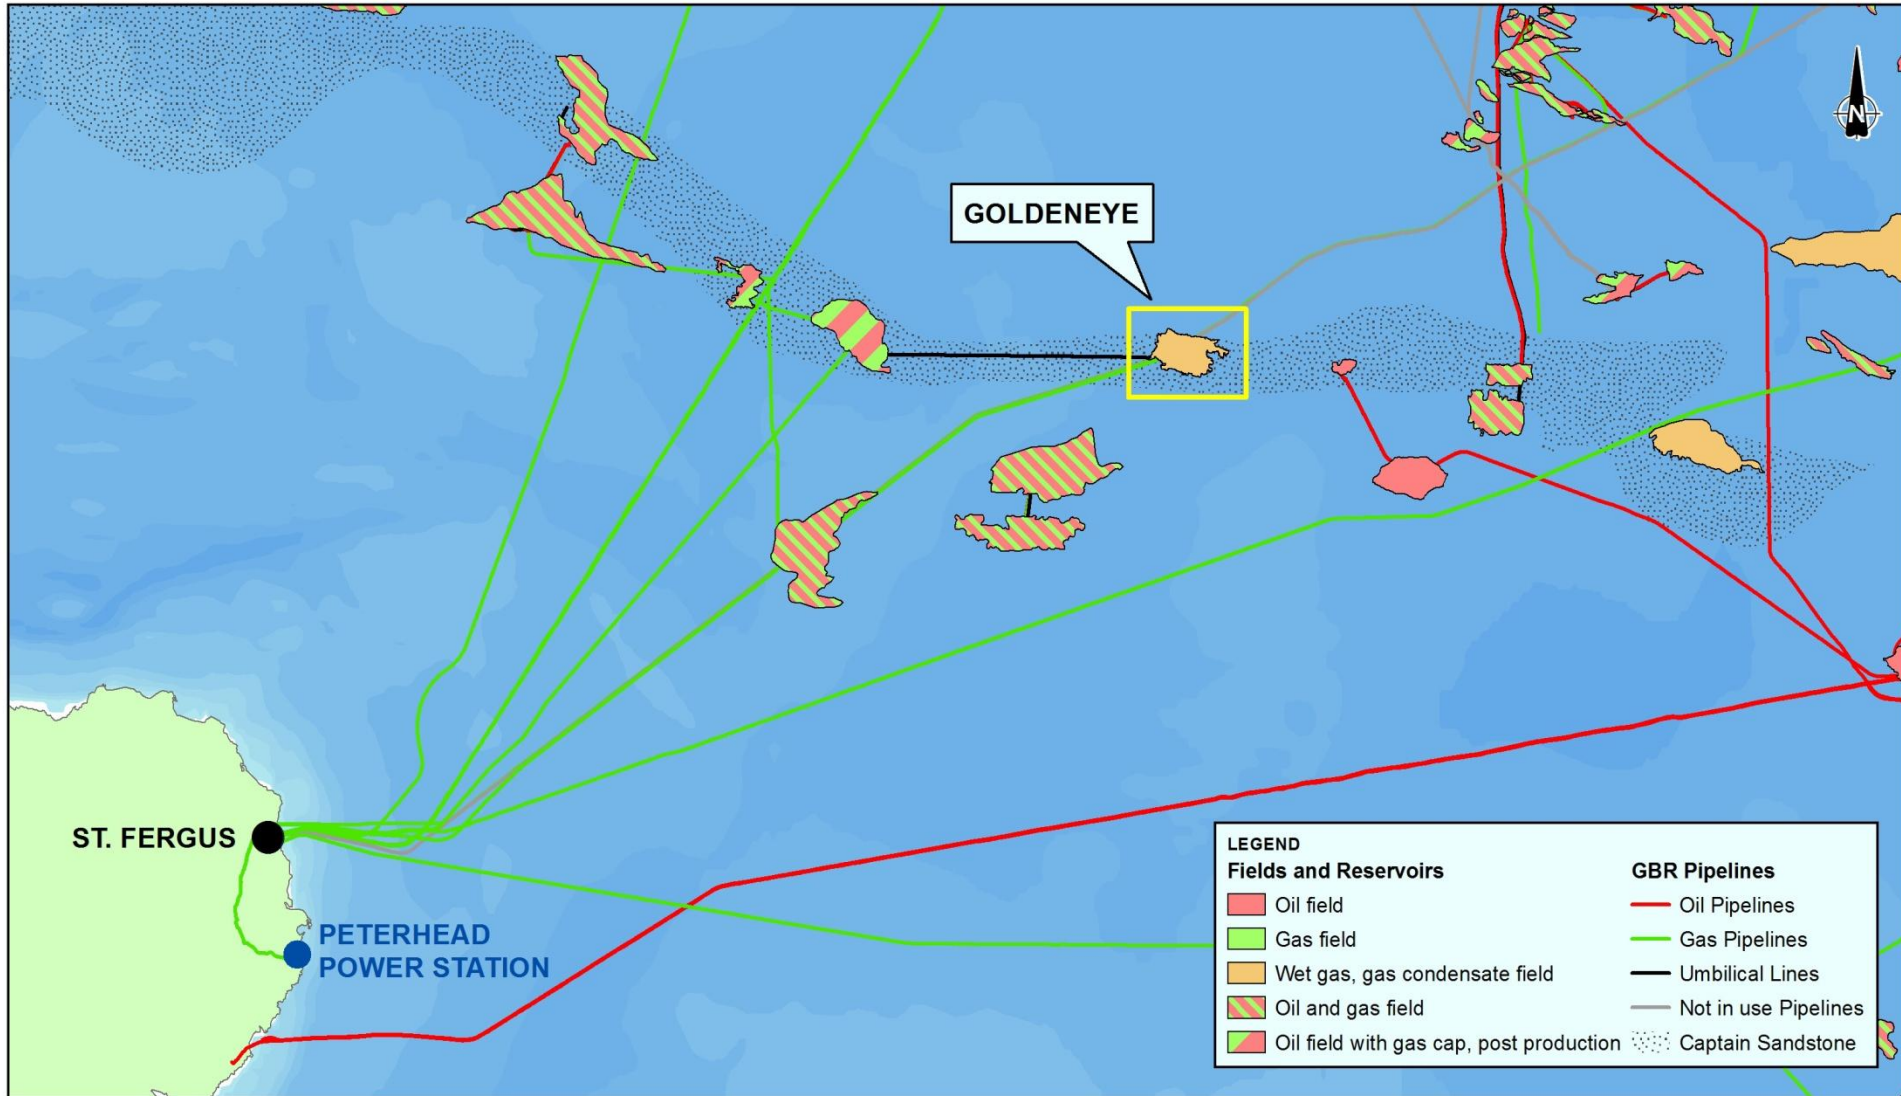 N
GOLDENEYE
ST. FERGUS
PETERHEAD
POWER STATION
LEGEND
Fields and Reservoirs
Oil field
Gas field
Wet gas, gas condensate field
Oil and gas field
Oil field with gas cap, post production
GBR Pipelines
Oil Pipelines
Gas Pipelines
Umbilical Lines
Not in use Pipelines
Captain Sandstone